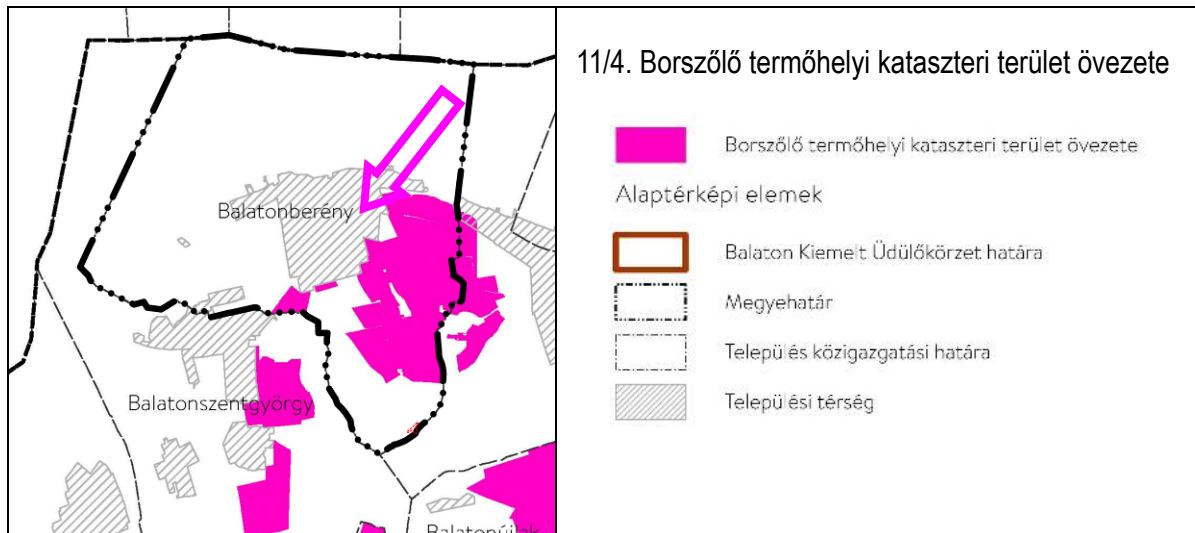 Balatonberény
Balatonszentgyörgy
Balatonújlak
11/4. Borszőlő termőhelyi kataszteri terület övezete
Borszőlő termőhelyi kataszteri terület övezete
Alaptérképi elemek
Balaton Kiemelt Üdülőkörzet határa
Megyehatár
Település közigazgatási határa
Települési térség